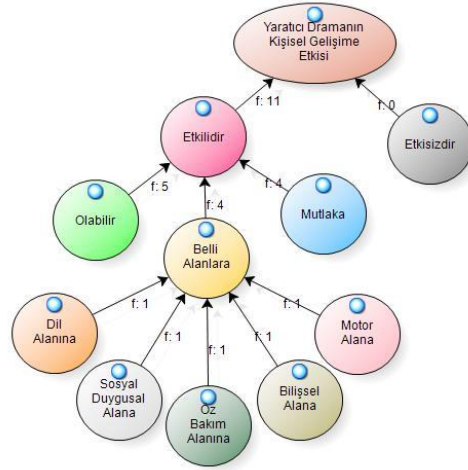 Yaratıcı Dramanın
Kişisel Gelişime
Etkisi
f: 11
f: 0
Etkilidir
Etkisizdir
f: 5
f: 4
f: 4
Olabilir
Mutlaka
Belli
Alanlara
f: 1
f: 1
f: 1
f: 1
f: 1
Dil
Alanına
Motor
Alana
Sosyal
Duygusal
Alana
Bilişsel
Alana
Öz
Bakım
Alanına